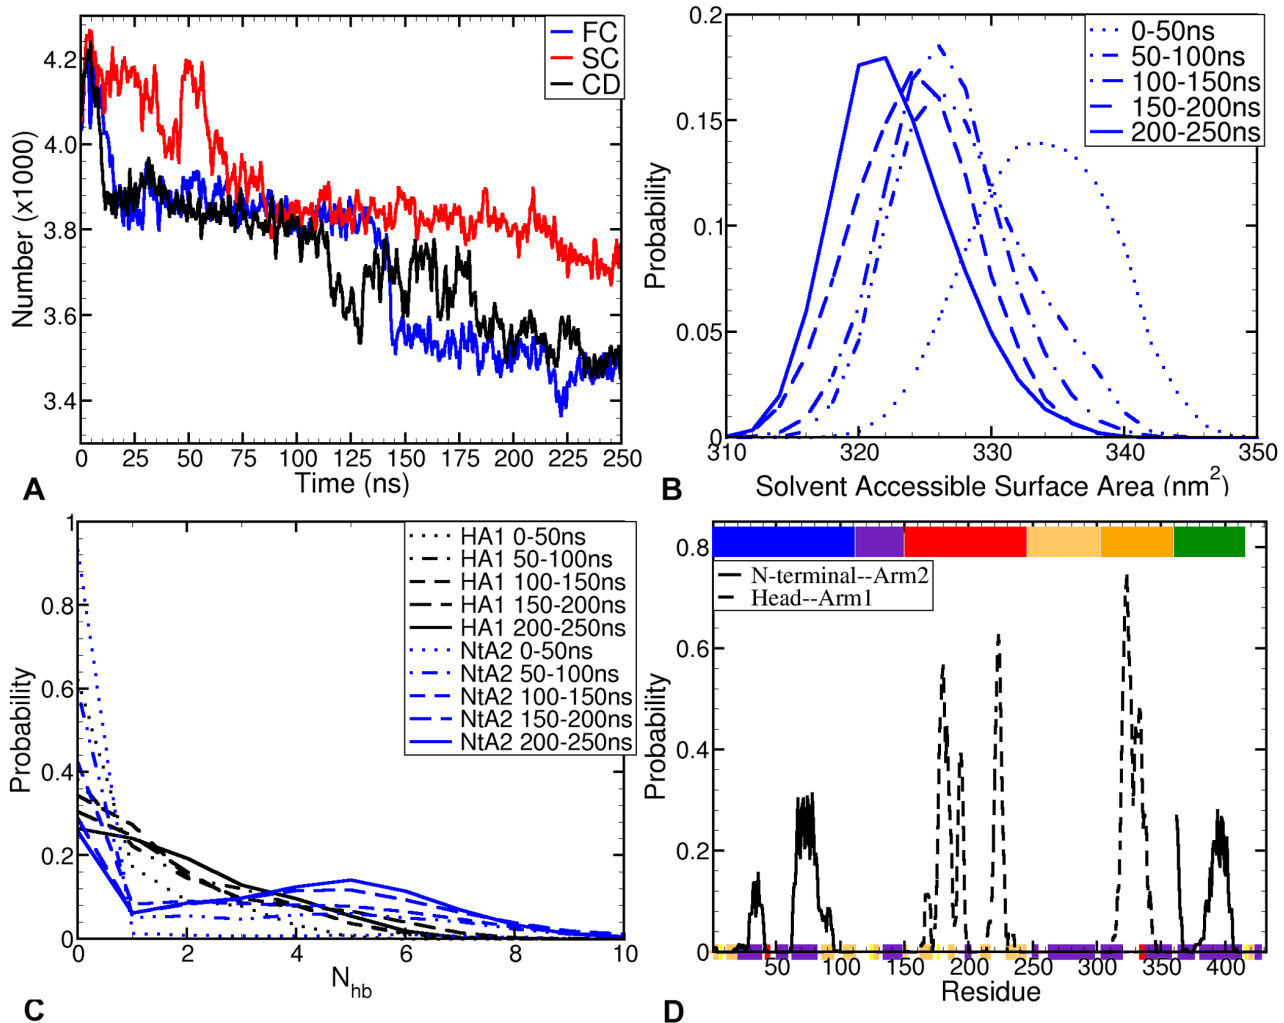 FC
SC
CD
4.2
4.0
3.8
3.6
3.4
Number (x1000)
0 25 50 75 100 125 150 175 200 225 250
Time (ns)
A
0-50ns
50-100ns
100-150ns
150-200ns
200-250ns
0.2
0.15
0.1
0.05
0
Probability
310 320 330 340 350
Solvent Accessible Surface Area (nm²)
B
HA1 0-50ns
HA1 50-100ns
HA1 100-150ns
HA1 150-200ns
HA1 200-250ns
NtA2 0-50ns
NtA2 50-100ns
NtA2 100-150ns
NtA2 150-200ns
NtA2 200-250ns
1
0.8
0.6
0.4
0.2
0
Probability
0 2 4 6 8 10
Nhb
C
N-terminal--Arm2
Head--Arm1
0.8
0.6
0.4
0.2
0
Probability
50 100 150 200 250 300 350 400
Residue
D